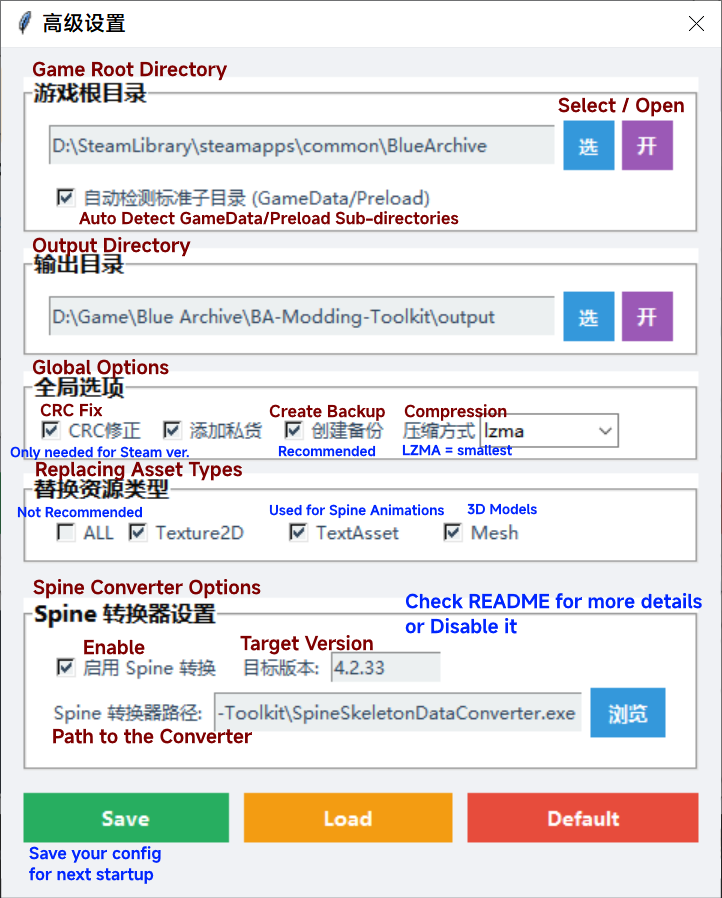 高级设置
Game Root Directory
游戏根目录
Select / Open
D:\SteamLibrary\steamapps\common\BlueArchive 选 开
自动检测标准子目录 (GameData/Preload)
Auto Detect GameData/Preload Sub-directories
Output Directory
输出目录
D:\Game\Blue Archive\BA-Modding-Toolkit\output 选 开
Global Options
全局选项
CRC Fix Create Backup Compression
CRC修正 添加私货 创建备份 压缩方式 lzma
Only needed for Steam ver. Recommended LZMA = smallest
Replacing Asset Types
替换资源类型
Not Recommended Used for Spine Animations 3D Models
ALL Texture2D TextAsset Mesh
Spine Converter Options
Check README for more details
or Disable it
Spine 转换器设置
Enable Target Version
启用 Spine 转换 目标版本: 4.2.33
Spine 转换器路径: -Toolkit\SpineSkeletonDataConverter.exe 浏览
Path to the Converter
Save Load Default
Save your config
for next startup